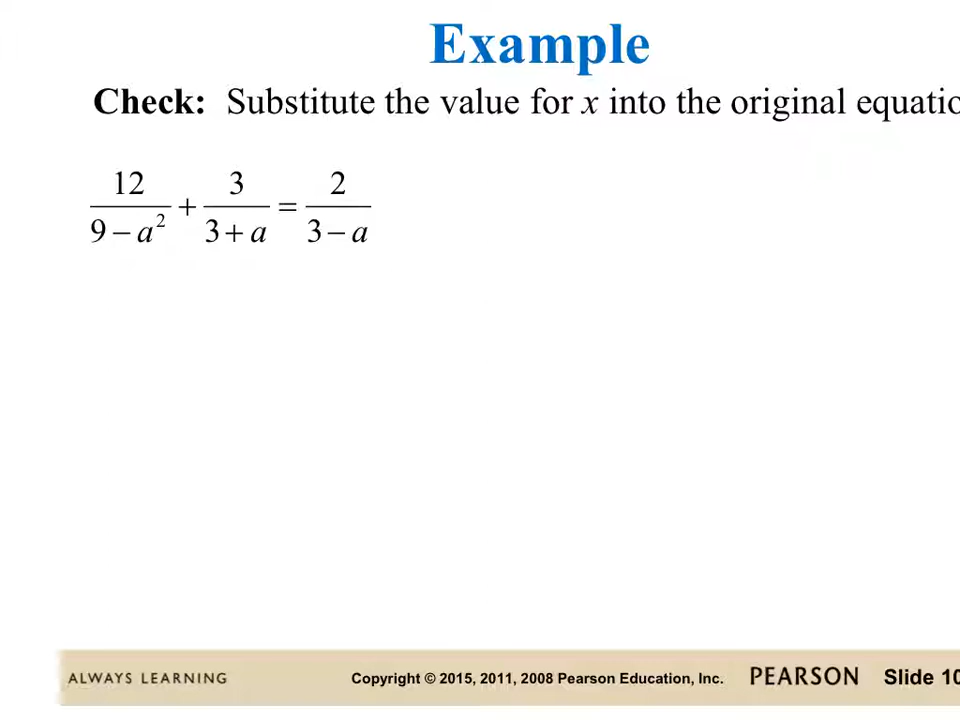 Example
Check: Substitute the value for x into the original equatio
12/(9 − a²) + 3/(3 + a) = 2/(3 − a)
ALWAYS LEARNING Copyright © 2015, 2011, 2008 Pearson Education, Inc. PEARSON Slide 10